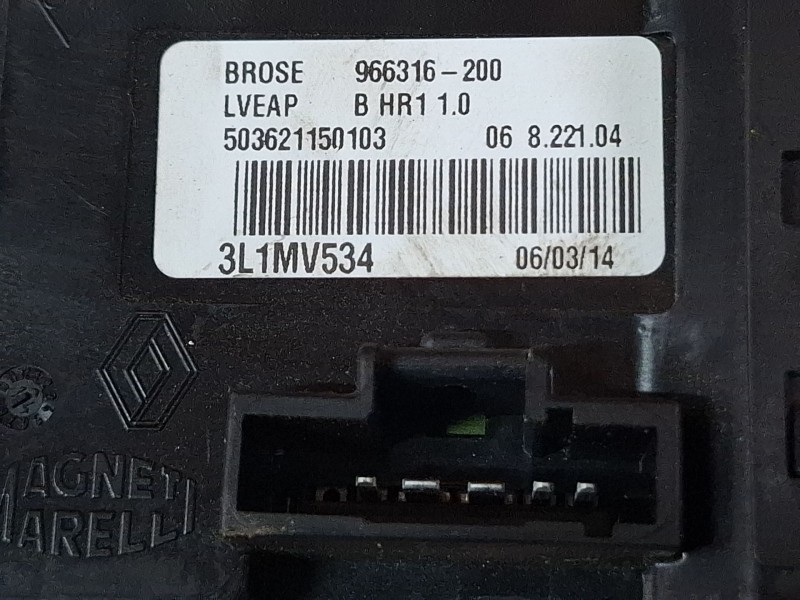 BROSE 966316-200
LVEAP B HR1 1.0
503621150103 06 8.221.04
3L1MV534 06/03/14
MAGNETI
MARELLI